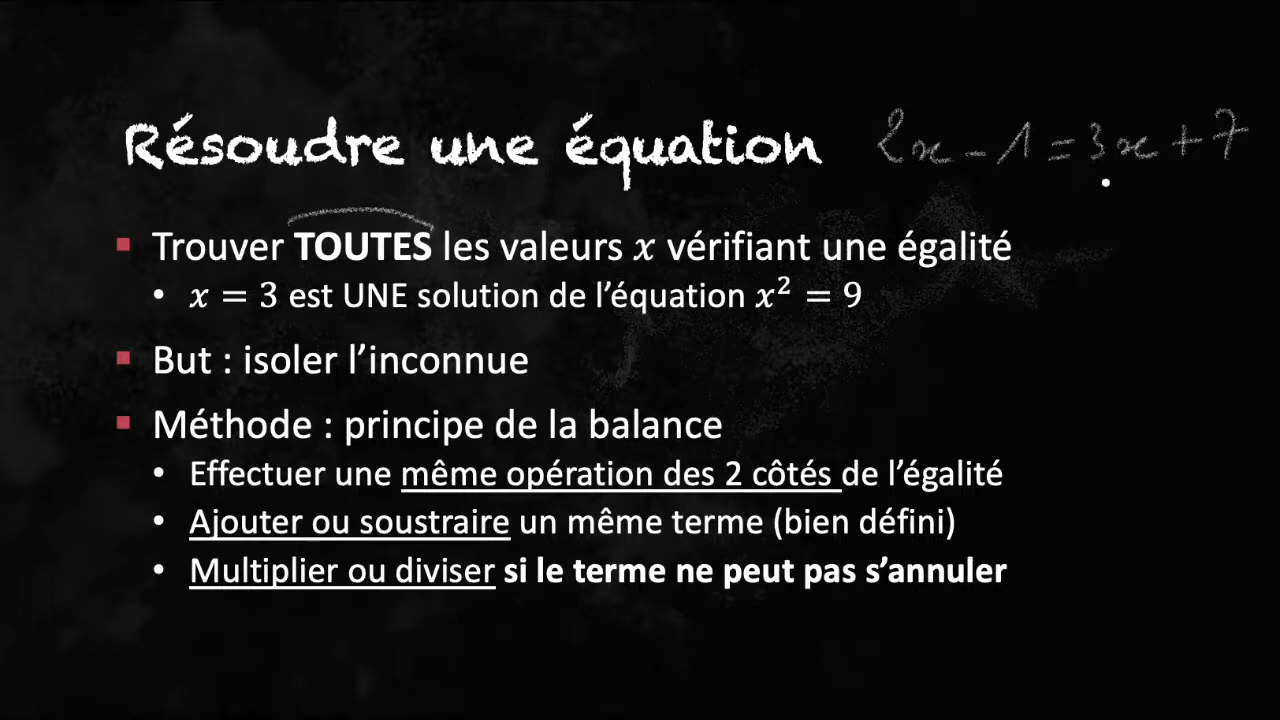 Résoudre une équation 2x - 1 = 3x + 7
▪ Trouver TOUTES les valeurs x vérifiant une égalité
• x = 3 est UNE solution de l’équation x² = 9
▪ But : isoler l’inconnue
▪ Méthode : principe de la balance
• Effectuer une même opération des 2 côtés de l’égalité
• Ajouter ou soustraire un même terme (bien défini)
• Multiplier ou diviser si le terme ne peut pas s’annuler